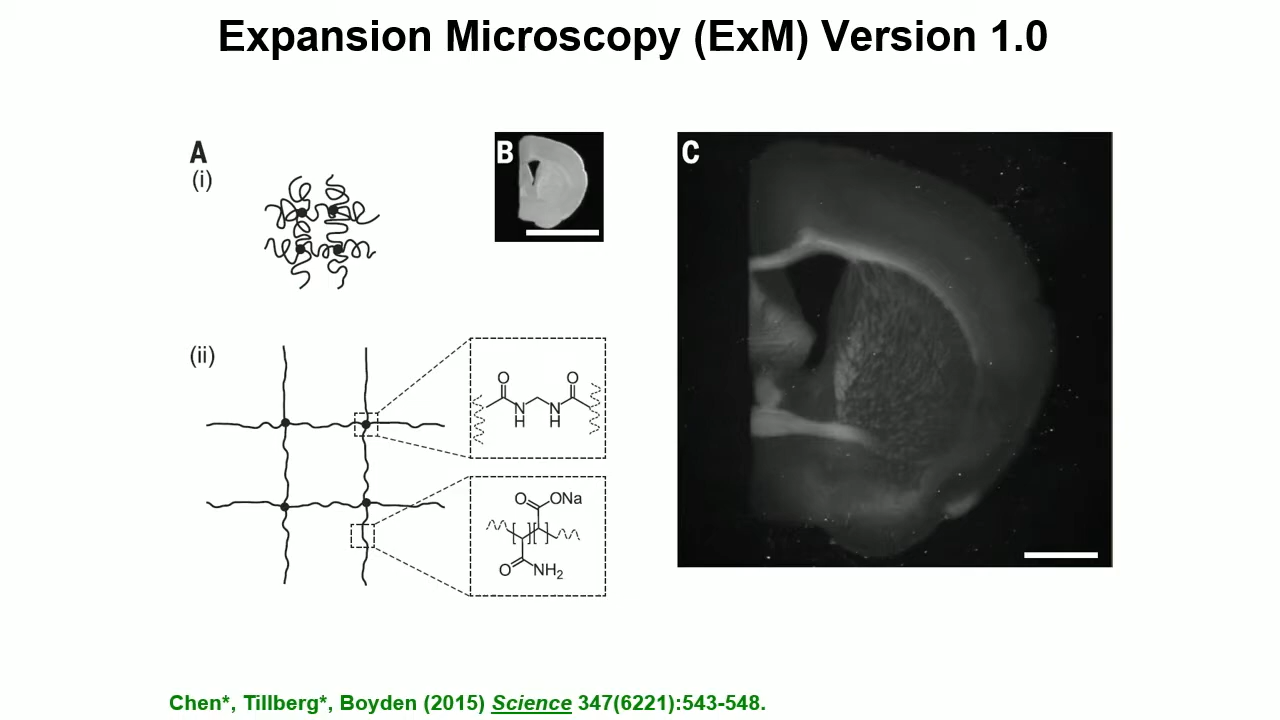 Expansion Microscopy (ExM) Version 1.0
A
(i)
B
C
(ii)
O
O
N
H
N
H
O
ONa
O
NH2
Chen*, Tillberg*, Boyden (2015) Science 347(6221):543-548.